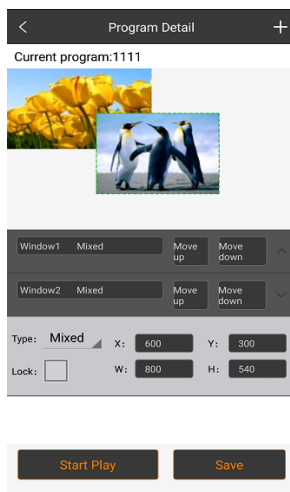 Program Detail
Current program:1111
Window1 Mixed Move up Move down
Window2 Mixed Move up Move down
Type: Mixed X: 600 Y: 300
Lock: W: 800 H: 540
Start Play Save